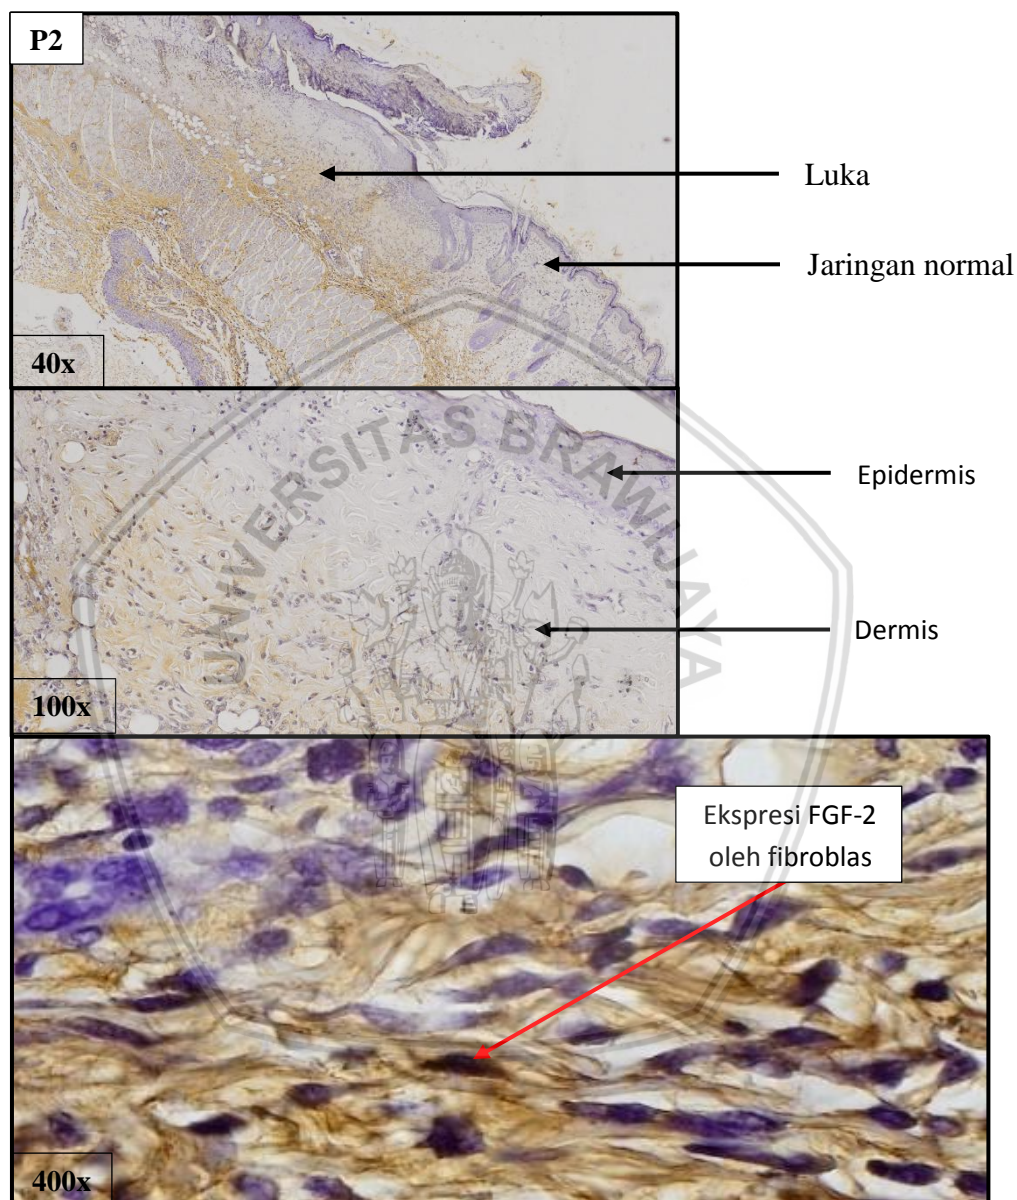 P2
Luka
Jaringan normal
40x
UNIVERSITAS BRAWIJAYA
Epidermis
Dermis
100x
Ekspresi FGF-2
oleh fibroblas
400x